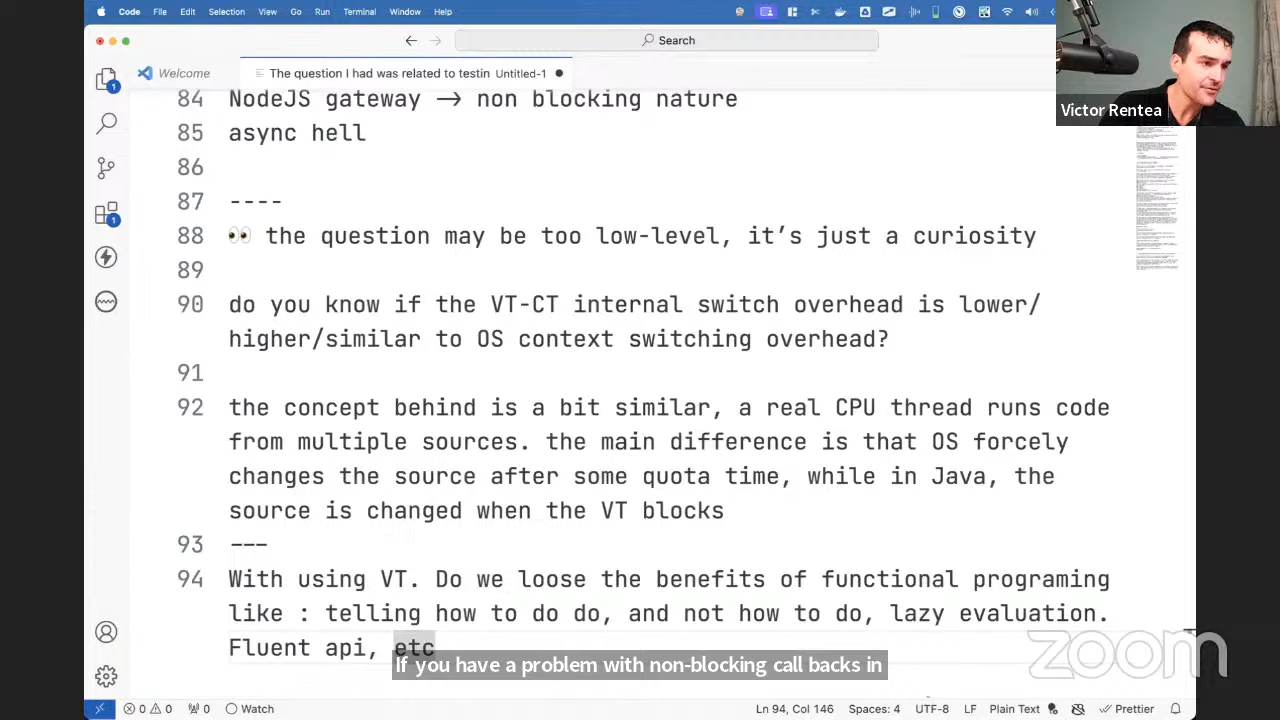 Code File Edit Selection View Go Run Terminal Window Help
Search
Victor Rentea
Welcome
The question I had was related to testin Untitled-1
84 NodeJS gateway → non blocking nature
85 async hell
86
87 ----
88 👀 the question my be too low-level, it’s just a curiosity
89
90 do you know if the VT-CT internal switch overhead is lower/
higher/similar to OS context switching overhead?
91
92 the concept behind is a bit similar, a real CPU thread runs code
from multiple sources. the main difference is that OS forcely
changes the source after some quota time, while in Java, the
source is changed when the VT blocks
93 ---
94 With using VT. Do we loose the benefits of functional programing
like : telling how to do do, and not how to do, lazy evaluation.
Fluent api, etc
If you have a problem with non-blocking call backs in
zoom
0 0 0 Watch Ln 94, Col 146 Spaces: 4 UTF-8 LF Plain Text Prettier